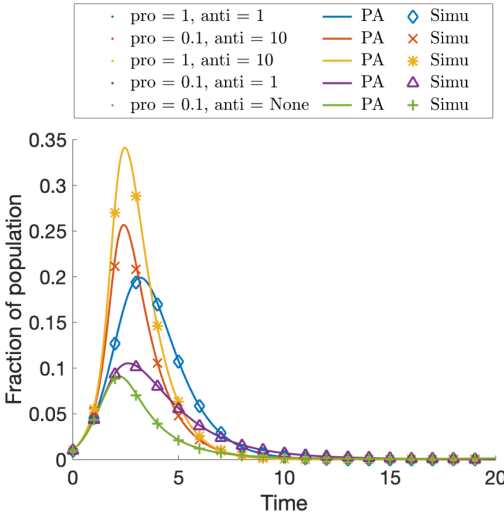 pro = 1, anti = 1 PA Simu
pro = 0.1, anti = 10 PA Simu
pro = 1, anti = 10 PA Simu
pro = 0.1, anti = 1 PA Simu
pro = 0.1, anti = None PA Simu
0.35
0.3
0.25
0.2
0.15
0.1
0.05
0
Fraction of population
0 5 10 15 20
Time